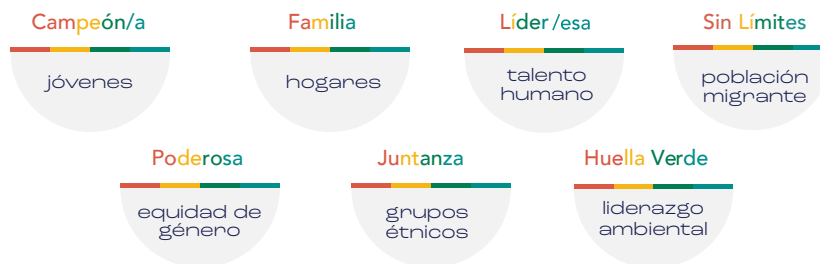 Campeón/a
jóvenes
Familia
hogares
Líder /esa
talento
humano
Sin Límites
población
migrante
Poderosa
equidad de
género
Juntanza
grupos
étnicos
Huella Verde
liderazgo
ambiental